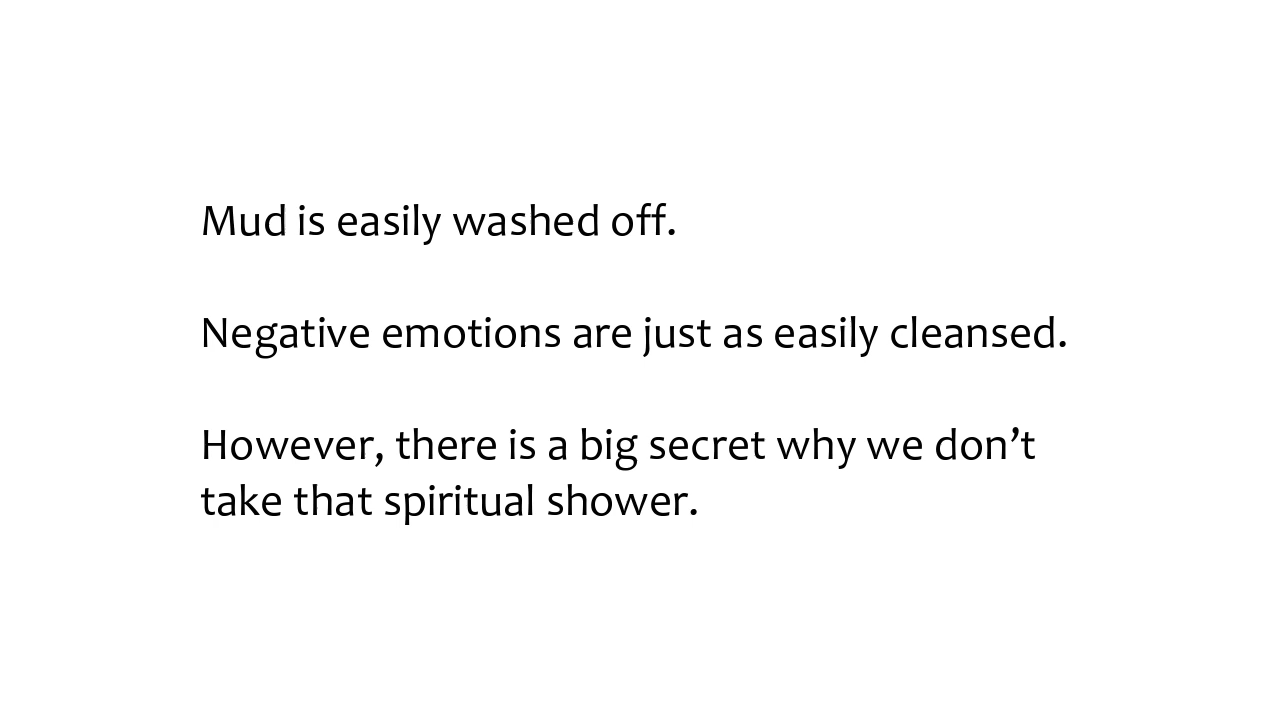 Mud is easily washed off.
Negative emotions are just as easily cleansed.
However, there is a big secret why we don’t
take that spiritual shower.